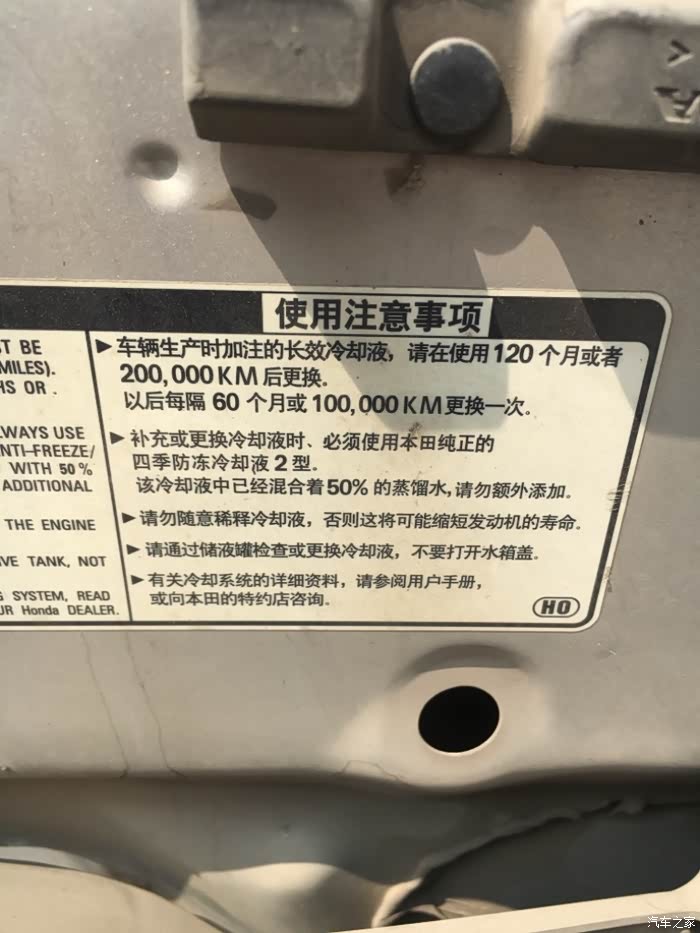 使用注意事项
T BE
MILES).
HS OR .
LWAYS USE
NTI-FREEZE/
WITH 50%
ADDITIONAL
THE ENGINE
VE TANK, NOT
G SYSTEM, READ
UR Honda DEALER.
▶ 车辆生产时加注的长效冷却液，请在使用120个月或者
200,000KM后更换.
以后每隔 60 个月或 100,000KM更换一次。
▶ 补充或更换冷却液时、必须使用本田纯正的
四季防冻冷却液2型.
该冷却液中已经混合着50%的蒸馏水,请勿额外添加。
▶ 请勿随意稀释冷却液，否则这将可能缩短发动机的寿命.
▶ 请通过储液罐检查或更换冷却液，不要打开水箱盖。
▶ 有关冷却系统的详细资料，请参阅用户手册，
或向本田的特约店咨询.
HO
A
汽车之家